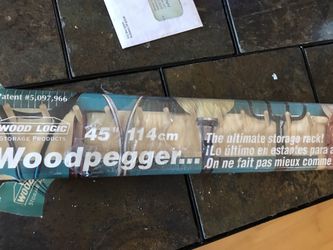 Patent #5,097,966
WOOD LOGIC
STORAGE PRODUCTS
45" 114cm
Woodpegger...
The ultimate storage rack!
¡Lo último en estantes para a
On ne fait pas mieux comme